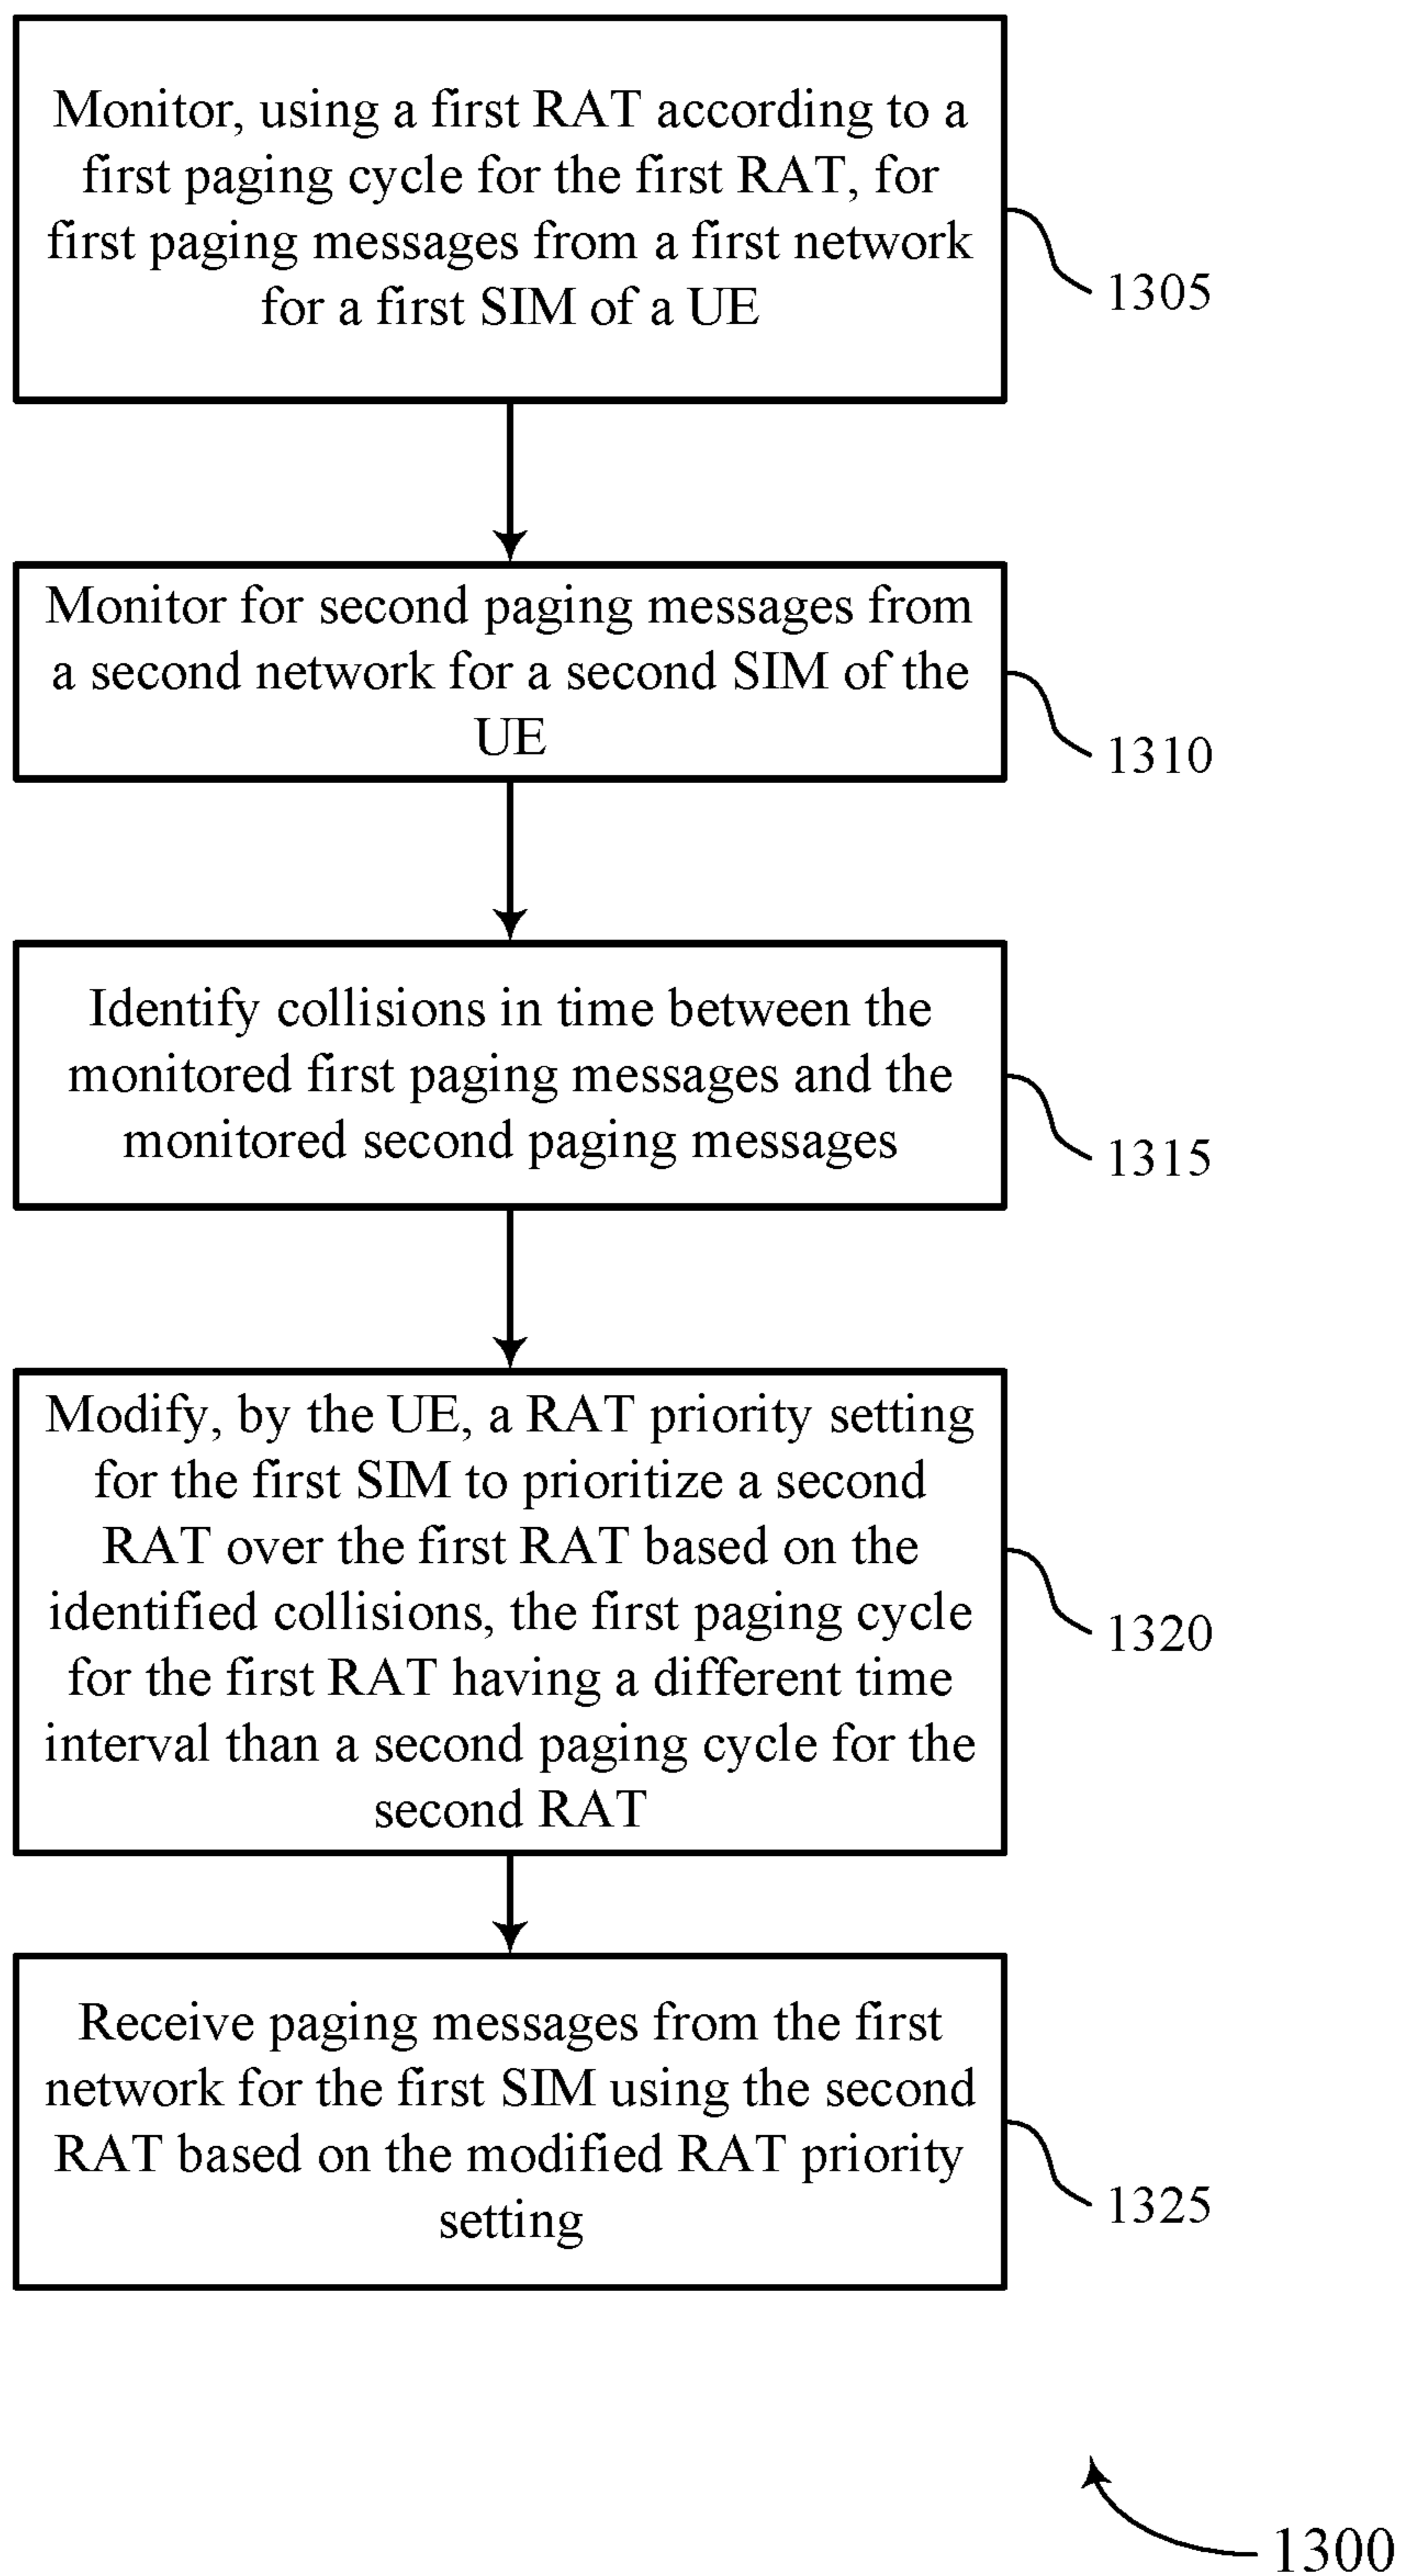 Monitor, using a first RAT according to a
first paging cycle for the first RAT, for
first paging messages from a first network
for a first SIM of a UE
1305
Monitor for second paging messages from
a second network for a second SIM of the
UE
1310
Identify collisions in time between the
monitored first paging messages and the
monitored second paging messages
1315
Modify, by the UE, a RAT priority setting
for the first SIM to prioritize a second
RAT over the first RAT based on the
identified collisions, the first paging cycle
for the first RAT having a different time
interval than a second paging cycle for the
second RAT
1320
Receive paging messages from the first
network for the first SIM using the second
RAT based on the modified RAT priority
setting
1325
1300